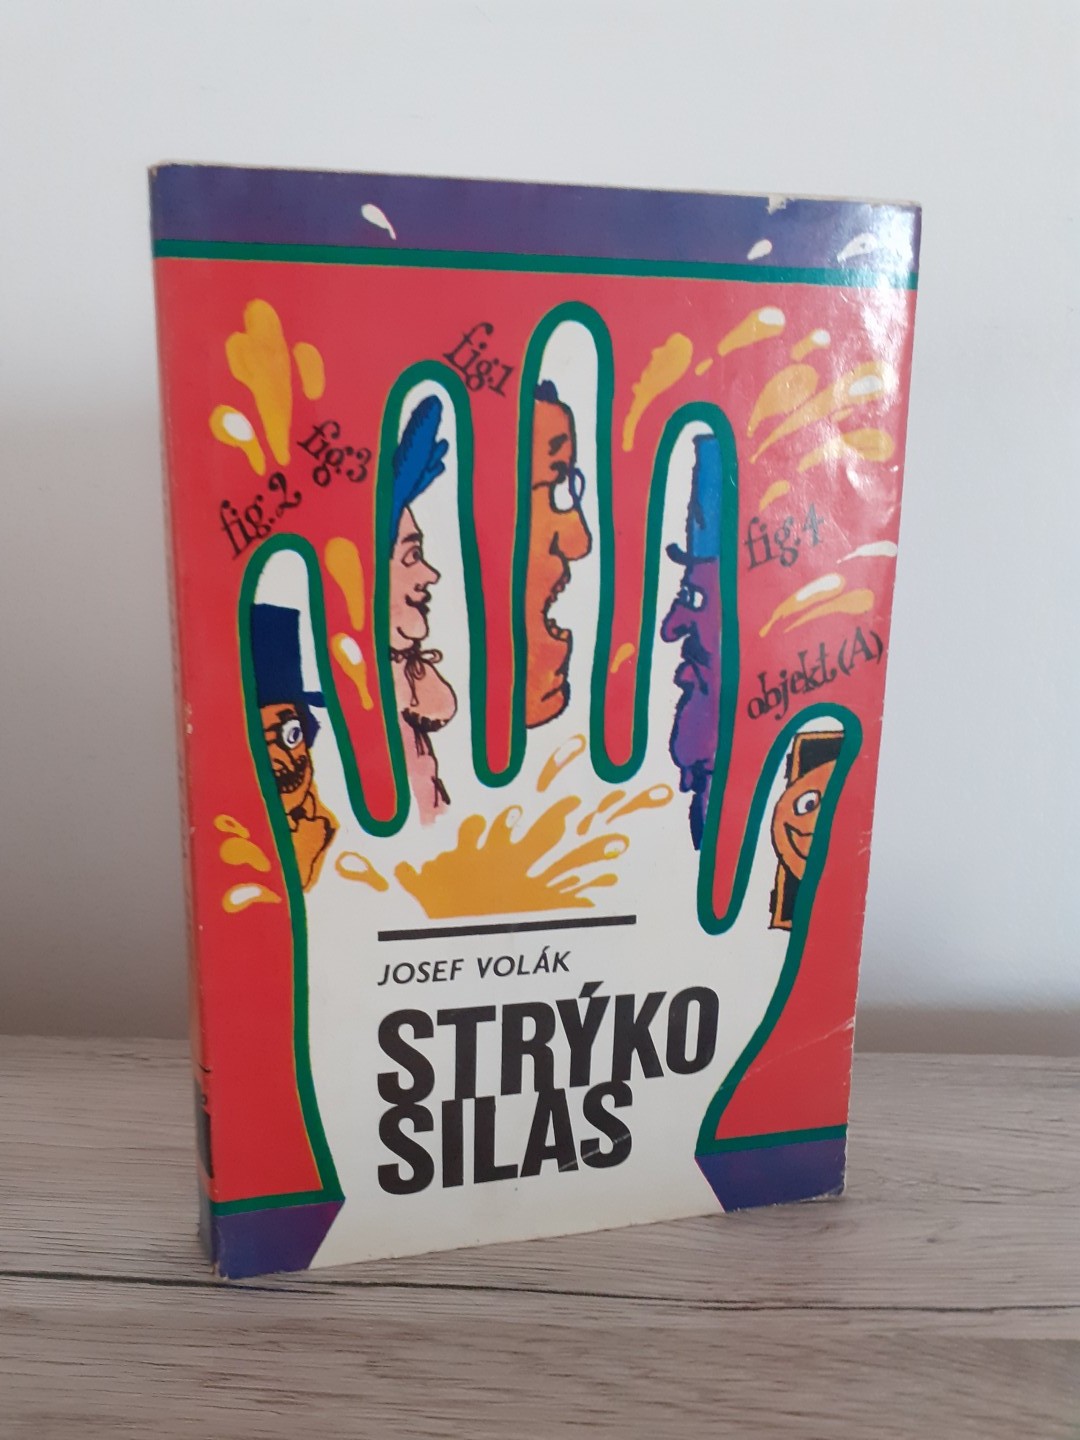 fig.1
fig.2
fig.3
fig.4
objekt(A)
JOSEF VOLÁK
STRÝKO
SILAS